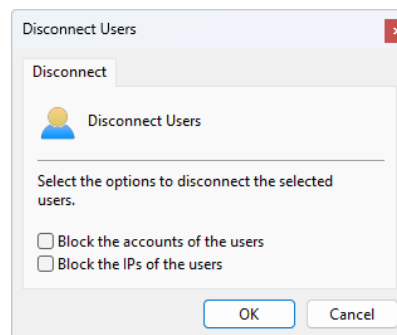 Disconnect Users
Disconnect
Disconnect Users
Select the options to disconnect the selected
users.
Block the accounts of the users
Block the IPs of the users
OK
Cancel